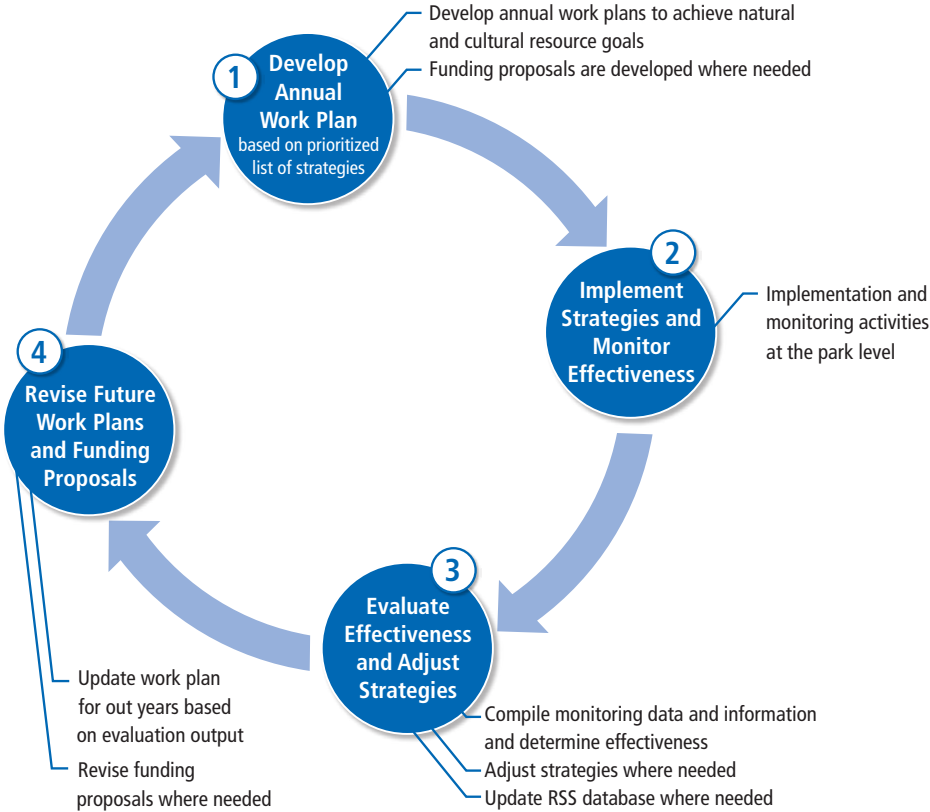 Develop annual work plans to achieve natural
and cultural resource goals
Funding proposals are developed where needed
1
Develop
Annual
Work Plan
based on prioritized
list of strategies
2
Implement
Strategies and
Monitor
Effectiveness
Implementation and
monitoring activities
at the park level
3
Evaluate
Effectiveness
and Adjust
Strategies
Compile monitoring data and information
and determine effectiveness
Adjust strategies where needed
Update RSS database where needed
4
Revise Future
Work Plans
and Funding
Proposals
Update work plan
for out years based
on evaluation output
Revise funding
proposals where needed